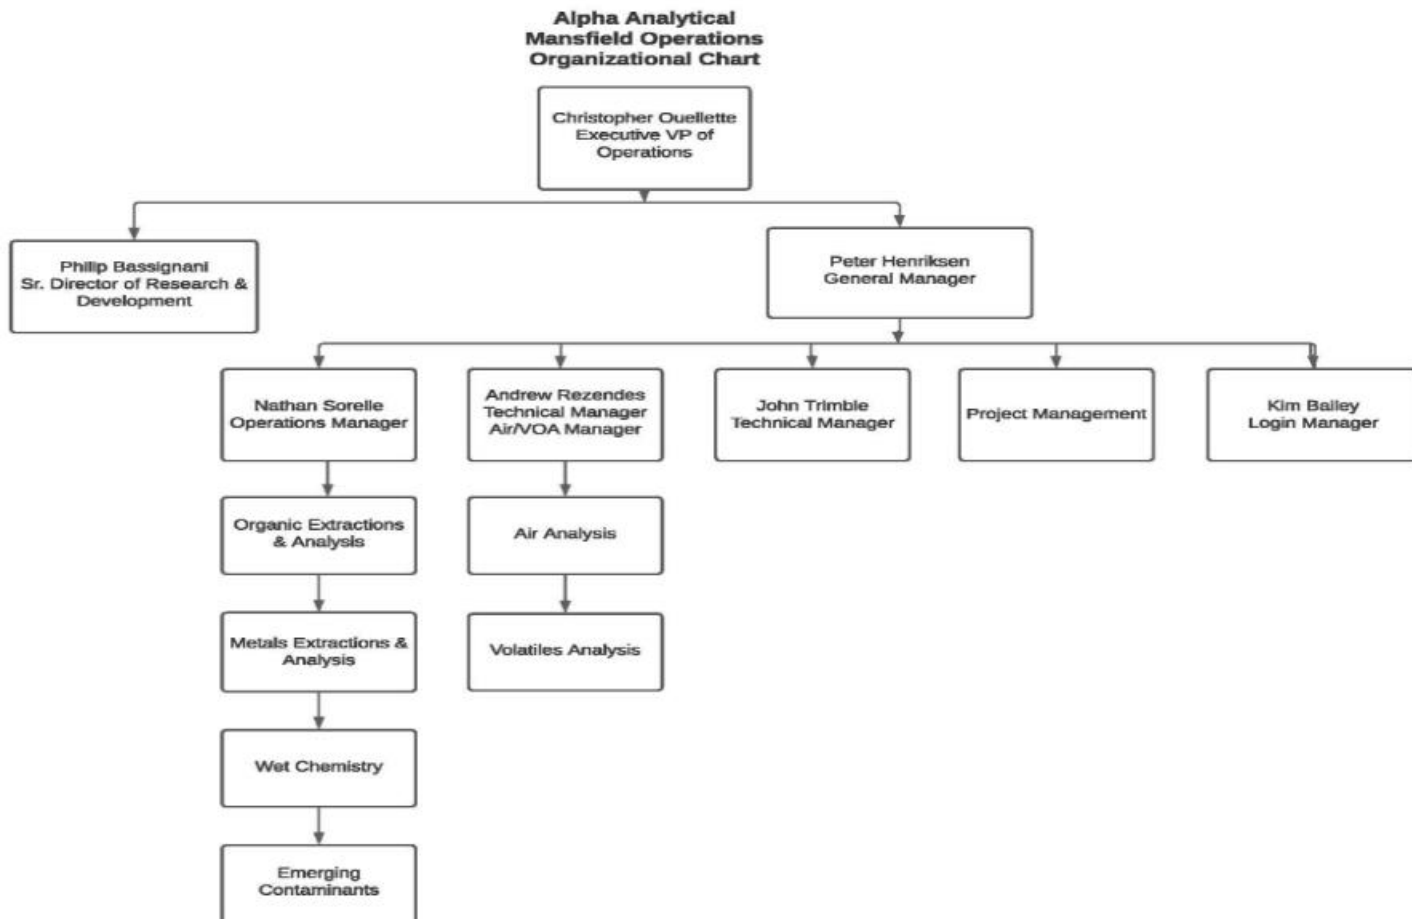 Alpha Analytical
Mansfield Operations
Organizational Chart
Christopher Ouellette
Executive VP of
Operations
Philip Bassignani
Sr. Director of Research &
Development
Peter Henriksen
General Manager
Nathan Sorelle
Operations Manager
Andrew Rezendes
Technical Manager
Air/VOA Manager
John Trimble
Technical Manager
Project Management
Kim Bailey
Login Manager
Organic Extractions
& Analysis
Air Analysis
Metals Extractions &
Analysis
Volatiles Analysis
Wet Chemistry
Emerging
Contaminants